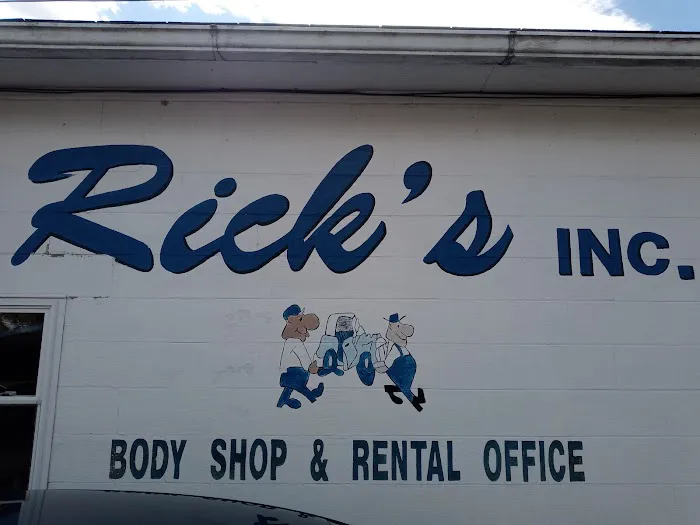 Rick's INC.
BODY SHOP & RENTAL OFFICE